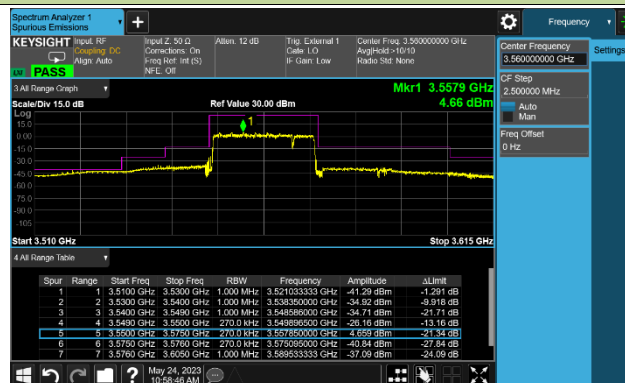 Spectrum Analyzer 1
Spurious Emissions
Frequency
KEYSIGHT Input: RF Input Z: 50 Ω Atten: 12 dB Trig: External 1 Center Freq: 3.560000000 GHz
Coupling: DC Corrections: On Gate: LO Avg|Hold:>10/10
Align: Auto Freq Ref: Int (S) IF Gain: Low Radio Std: None
NFE: Off
LXI PASS
Center Frequency
3.560000000 GHz
Settings
CF Step
2.500000 MHz
Auto
Man
Freq Offset
0 Hz
3 All Range Graph
Mkr1 3.5579 GHz
Scale/Div 15.0 dB Ref Value 30.00 dBm 4.66 dBm
Log
15.0
0.00
-15.0
-30.0
-45.0
-60.0
-75.0
-90.0
-105
1
Start 3.510 GHz Stop 3.615 GHz
4 All Range Table
Spur Range Start Freq Stop Freq RBW Frequency Amplitude ΔLimit
1 1 3.5100 GHz 3.5300 GHz 1.000 MHz 3.521033333 GHz -41.29 dBm -1.291 dB
2 2 3.5300 GHz 3.5400 GHz 1.000 MHz 3.538350000 GHz -34.92 dBm -9.918 dB
3 3 3.5400 GHz 3.5490 GHz 1.000 MHz 3.548586000 GHz -34.71 dBm -21.71 dB
4 4 3.5490 GHz 3.5500 GHz 270.0 kHz 3.549896500 GHz -26.16 dBm -13.16 dB
5 5 3.5500 GHz 3.5750 GHz 270.0 kHz 3.557850000 GHz 4.659 dBm -21.34 dB
6 6 3.5750 GHz 3.5760 GHz 270.0 kHz 3.575095000 GHz -40.84 dBm -27.84 dB
7 7 3.5760 GHz 3.6050 GHz 1.000 MHz 3.589533333 GHz -37.09 dBm -24.09 dB
May 24, 2023
10:58:46 AM